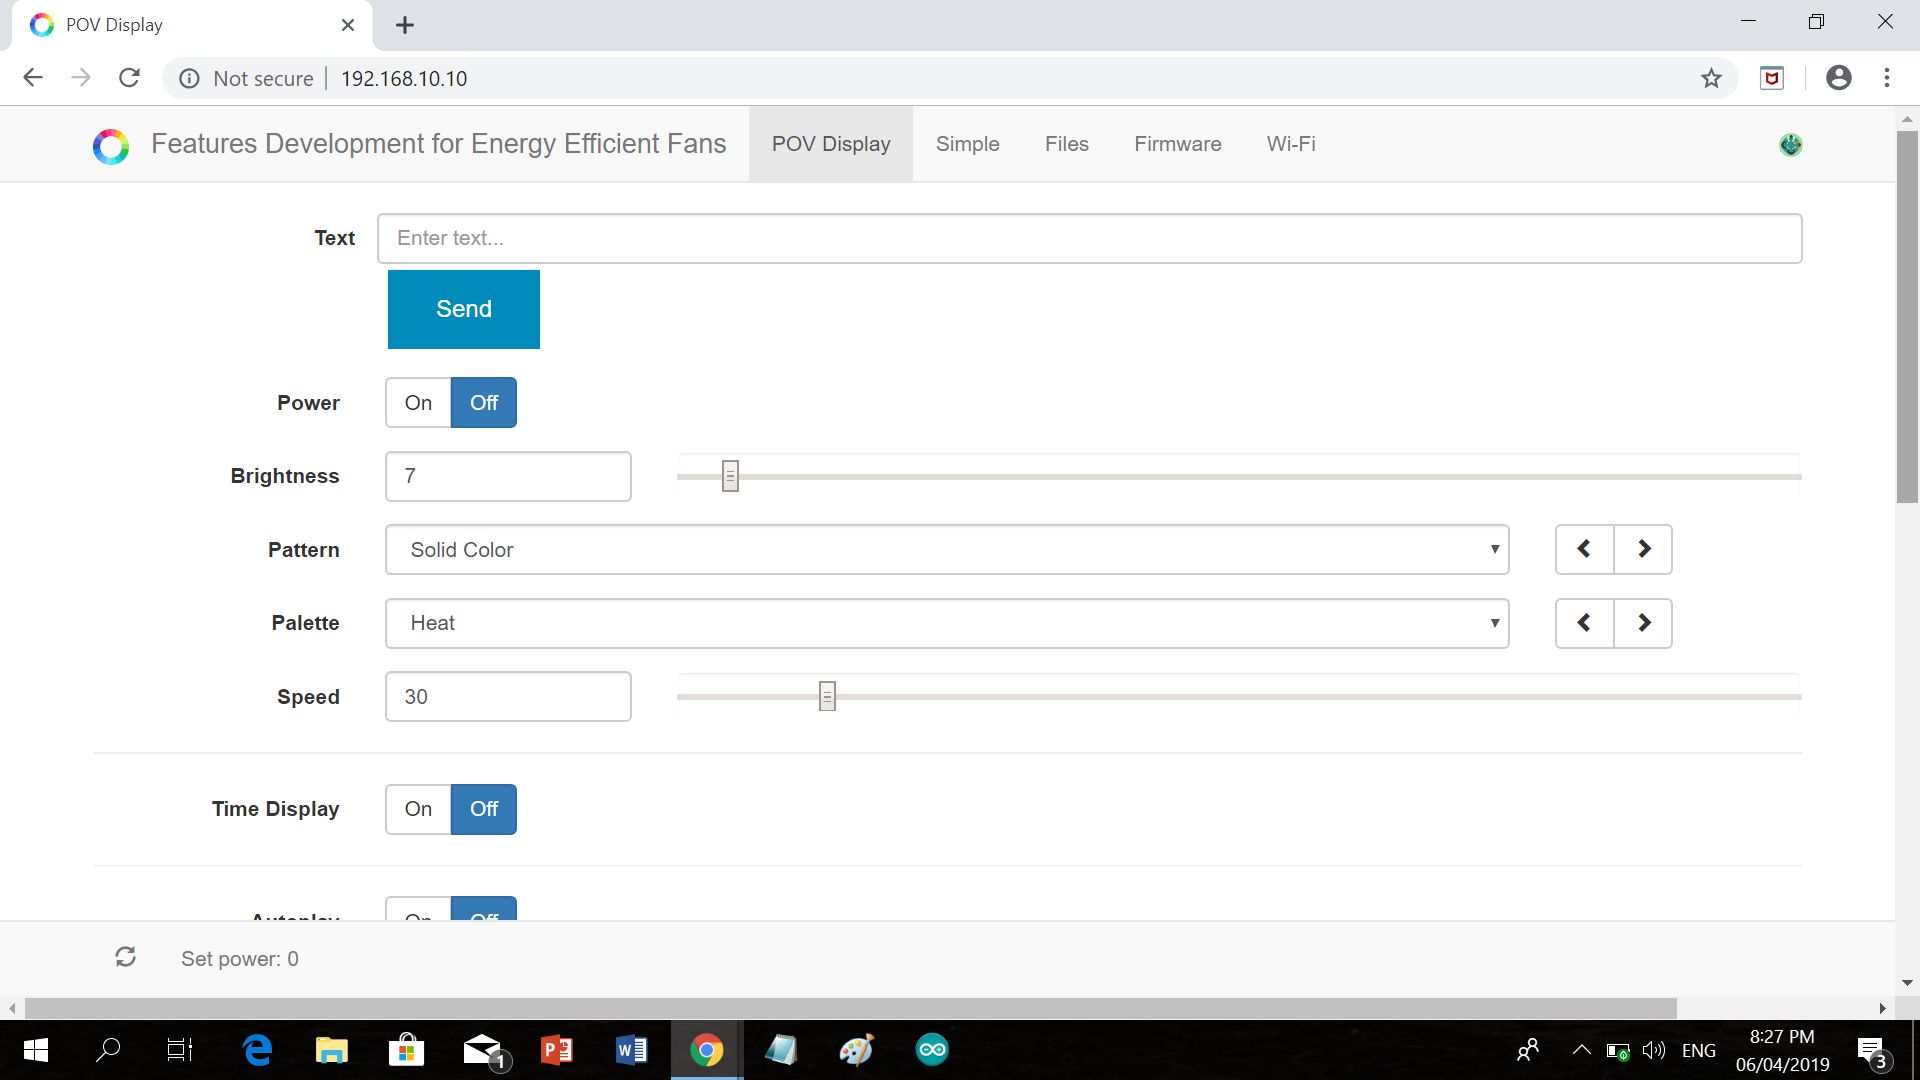 POV Display
Not secure | 192.168.10.10
Features Development for Energy Efficient Fans
POV Display
Simple
Files
Firmware
Wi-Fi
Text
Enter text...
Send
Power
On
Off
Brightness
7
Pattern
Solid Color
Palette
Heat
Speed
30
Time Display
On
Off
Autoplay
On
Off
Set power: 0
1
ENG
8:27 PM
06/04/2019
3